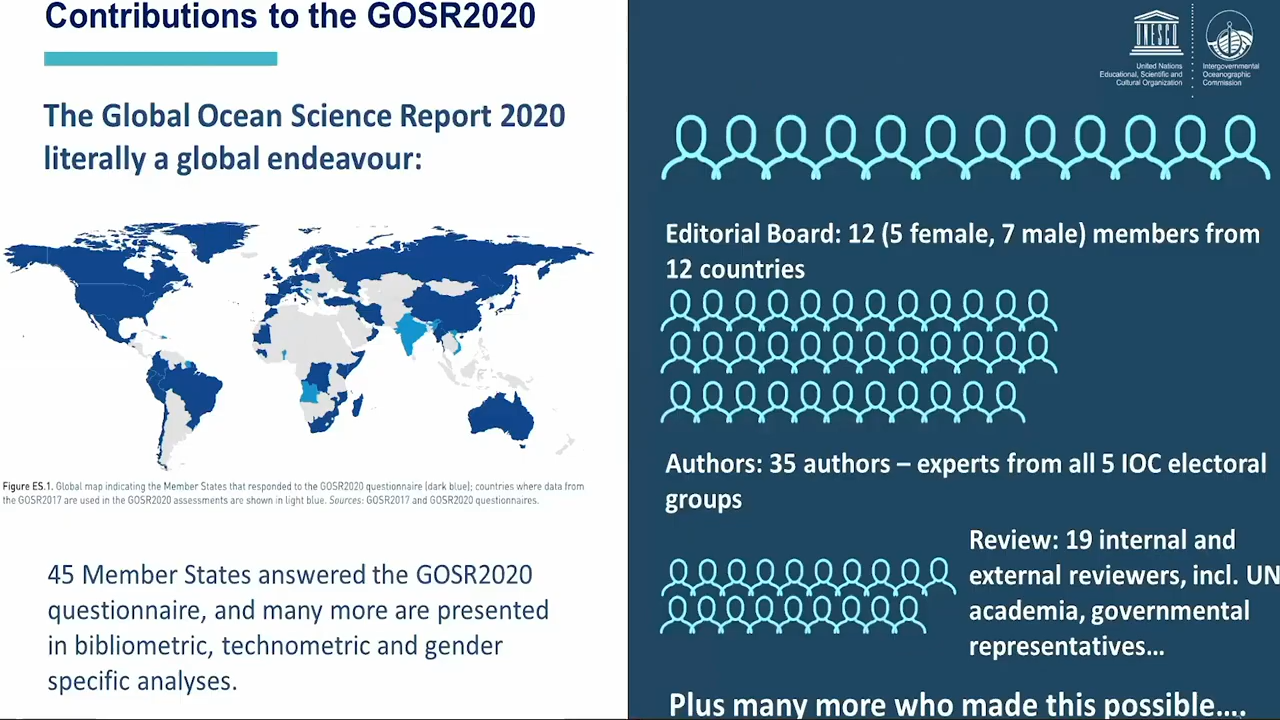 Contributions to the GOSR2020
The Global Ocean Science Report 2020
literally a global endeavour:
Figure ES.1. Global map indicating the Member States that responded to the GOSR2020 questionnaire (dark blue); countries where data from
the GOSR2017 are used in the GOSR2020 assessments are shown in light blue. Sources: GOSR2017 and GOSR2020 questionnaires.
45 Member States answered the GOSR2020
questionnaire, and many more are presented
in bibliometric, technometric and gender
specific analyses.
UNESCO
United Nations
Educational, Scientific and
Cultural Organization
Intergovernmental
Oceanographic
Commission
Editorial Board: 12 (5 female, 7 male) members from
12 countries
Authors: 35 authors – experts from all 5 IOC electoral
groups
Review: 19 internal and
external reviewers, incl. UN
academia, governmental
representatives...
Plus many more who made this possible....